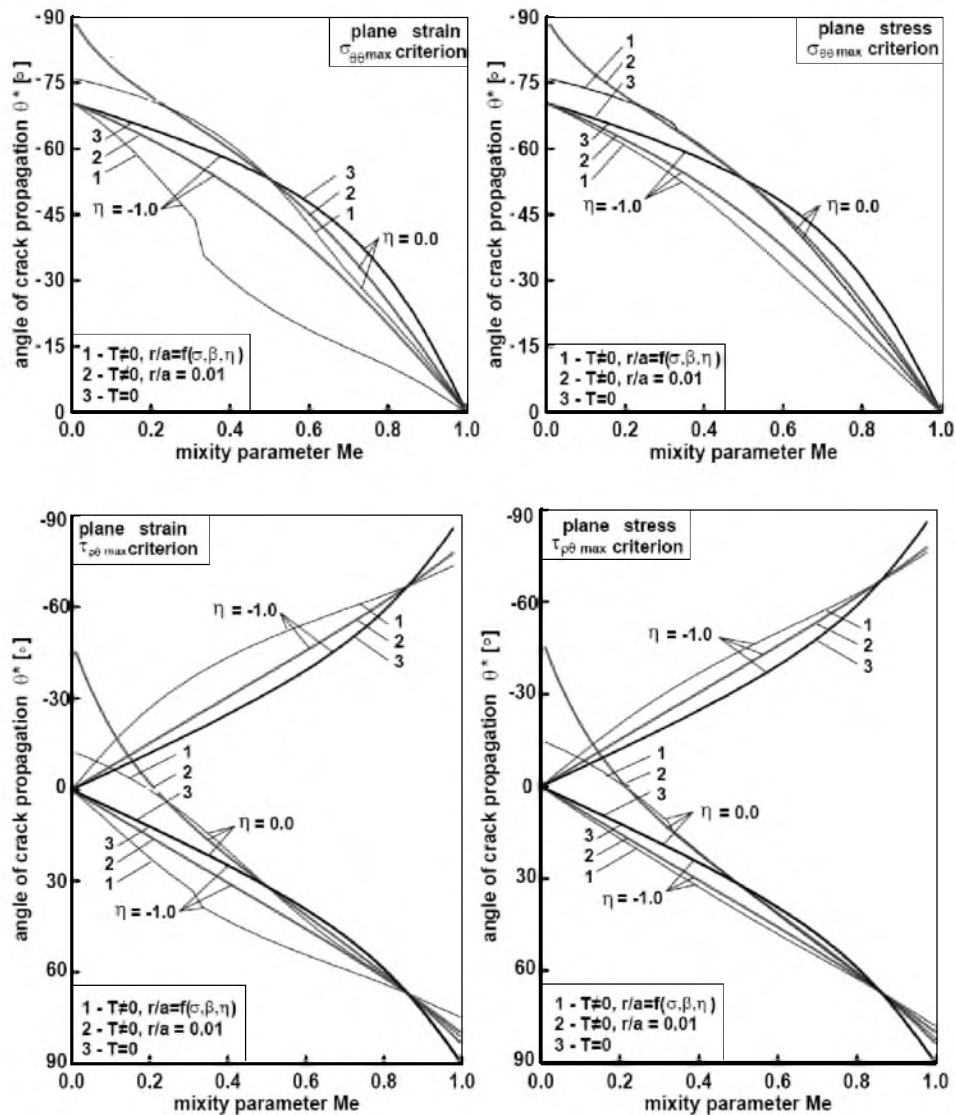 plane strain
σθθmax criterion
angle of crack propagation θ* [o]
-90
-75
-60
-45
-30
-15
0
3
2
1
η = -1.0
3
2
1
η = 0.0
1 - T≠0, r/a=f(σ,β,η)
2 - T≠0, r/a = 0.01
3 - T=0
0.0 0.2 0.4 0.6 0.8 1.0
mixity parameter Me
plane stress
σθθmax criterion
angle of crack propagation θ* [o]
-90
-75
-60
-45
-30
-15
0
1
2
3
3
2
1
η = -1.0
η = 0.0
1 - T≠0, r/a=f(σ,β,η)
2 - T≠0, r/a = 0.01
3 - T=0
0.0 0.2 0.4 0.6 0.8 1.0
mixity parameter Me
plane strain
τρθ max criterion
angle of crack propagation θ* [o]
-90
-60
-30
0
30
60
90
η = -1.0
1
2
3
1
2
3
η = 0.0
3
2
1
η = -1.0
1 - T≠0, r/a=f(σ,β,η)
2 - T≠0, r/a = 0.01
3 - T=0
0.0 0.2 0.4 0.6 0.8 1.0
mixity parameter Me
plane stress
τρθ max criterion
angle of crack propagation θ* [o]
-90
-60
-30
0
30
60
90
η = -1.0
1
2
3
1
2
3
η = 0.0
3
2
1
η = -1.0
1 - T≠0, r/a=f(σ,β,η)
2 - T≠0, r/a = 0.01
3 - T=0
0.0 0.2 0.4 0.6 0.8 1.0
mixity parameter Me